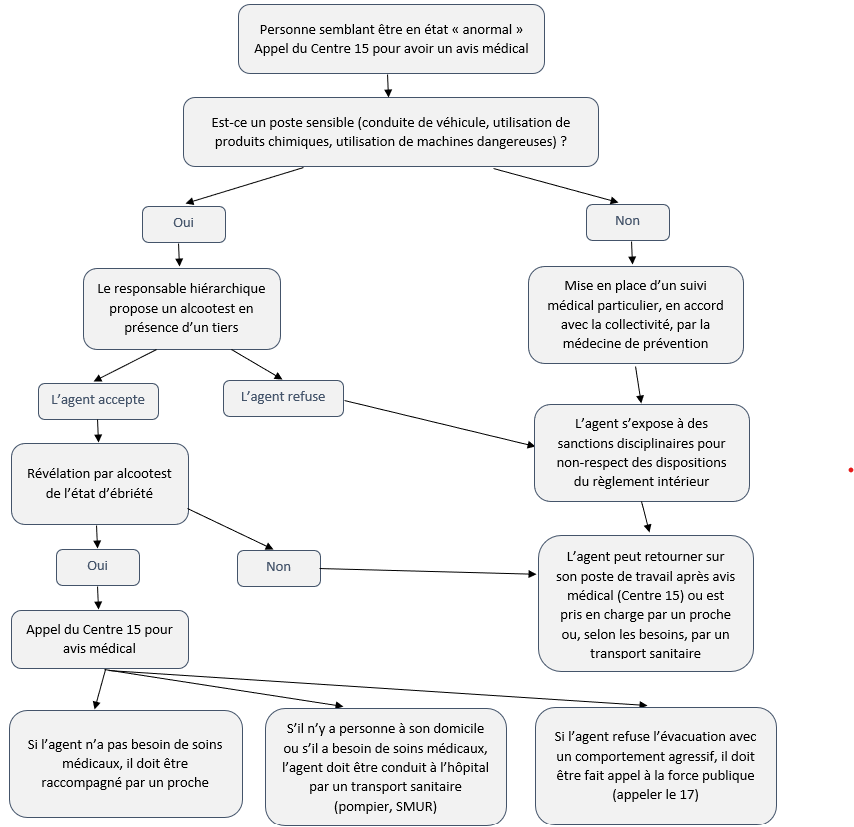 Personne semblant être en état « anormal »
Appel du Centre 15 pour avoir un avis médical
Est-ce un poste sensible (conduite de véhicule, utilisation de
produits chimiques, utilisation de machines dangereuses) ?
Oui
Non
Le responsable hiérarchique
propose un alcootest en
présence d'un tiers
Mise en place d'un suivi
médical particulier, en accord
avec la collectivité, par la
médecine de prévention
L'agent accepte
L'agent refuse
L'agent s'expose à des
sanctions disciplinaires pour
non-respect des dispositions
du règlement intérieur
Révélation par alcootest
de l'état d'ébriété
Oui
Non
L'agent peut retourner sur
son poste de travail après avis
médical (Centre 15) ou est
pris en charge par un proche
ou, selon les besoins, par un
transport sanitaire
Appel du Centre 15 pour
avis médical
Si l'agent n'a pas besoin de soins
médicaux, il doit être
raccompagné par un proche
S'il n'y a personne à son domicile
ou s'il a besoin de soins médicaux,
l'agent doit être conduit à l'hôpital
par un transport sanitaire
(pompier, SMUR)
Si l'agent refuse l'évacuation avec
un comportement agressif, il doit
être fait appel à la force publique
(appeler le 17)